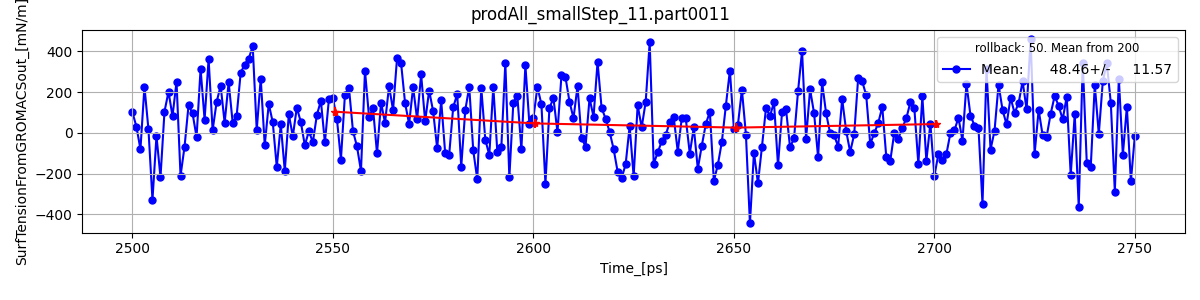 prodAll_smallStep_11.part0011
SurfTensionFromGROMACSout_[mN/m]
400
200
0
−200
−400
rollback: 50. Mean from 200
Mean: 48.46+/- 11.57
2500
2550
2600
2650
2700
2750
Time_[ps]